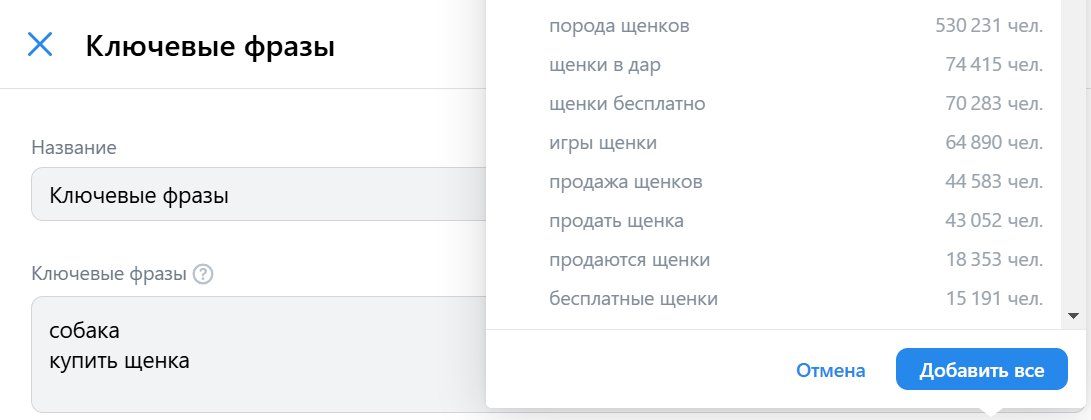 Ключевые фразы
Название
Ключевые фразы
Ключевые фразы ?
собака
купить щенка
порода щенков 530 231 чел.
щенки в дар 74 415 чел.
щенки бесплатно 70 283 чел.
игры щенки 64 890 чел.
продажа щенков 44 583 чел.
продать щенка 43 052 чел.
продаются щенки 18 353 чел.
бесплатные щенки 15 191 чел.
Отмена Добавить все